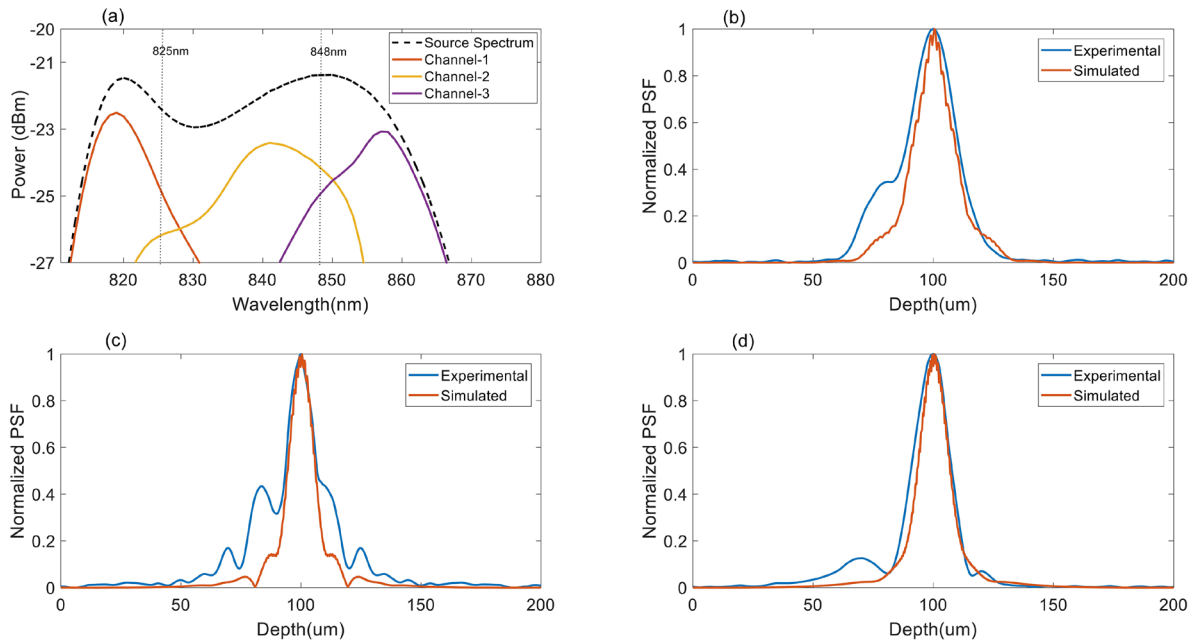 (a)
-20
-21
-23
-25
-27
Power (dBm)
825nm
848nm
Source Spectrum
Channel-1
Channel-2
Channel-3
820 830 840 850 860 870 880
Wavelength(nm)
(b)
1
0.8
0.6
0.4
0.2
0
Normalized PSF
Experimental
Simulated
0 50 100 150 200
Depth(um)
(c)
1
0.8
0.6
0.4
0.2
0
Normalized PSF
Experimental
Simulated
0 50 100 150 200
Depth(um)
(d)
1
0.8
0.6
0.4
0.2
0
Normalized PSF
Experimental
Simulated
0 50 100 150 200
Depth(um)